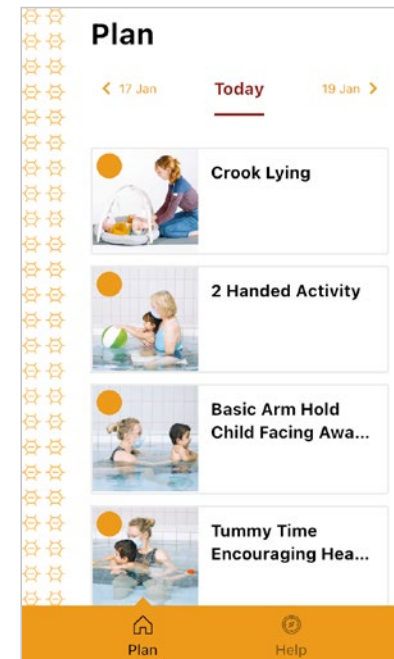 Plan
17 Jan
Today
19 Jan
Crook Lying
2 Handed Activity
Basic Arm Hold
Child Facing Awa...
Tummy Time
Encouraging Hea...
Plan
Help